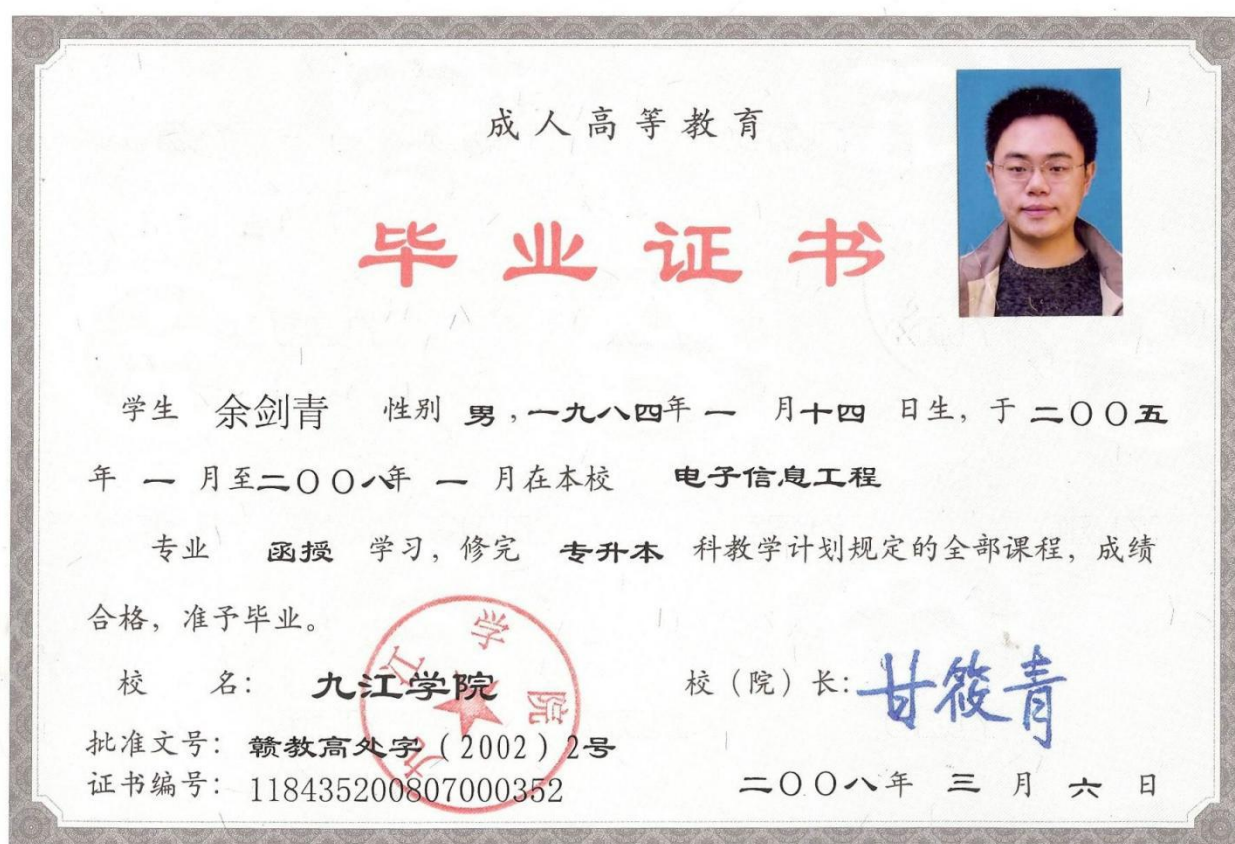 成人高等教育
毕业证书
学生 余剑青 性别 男，一九八四年 一 月十四 日生，于 二〇〇五
年 一 月至二〇〇八年 一 月在本校 电子信息工程
专业 函授 学习，修完 专升本 科教学计划规定的全部课程，成绩
合格，准予毕业。
校 名： 九江学院
校（院）长：甘筱青
批准文号：赣教高处字（2002）2号
证书编号：118435200807000352
二〇〇八年 三 月 六 日
九江学院